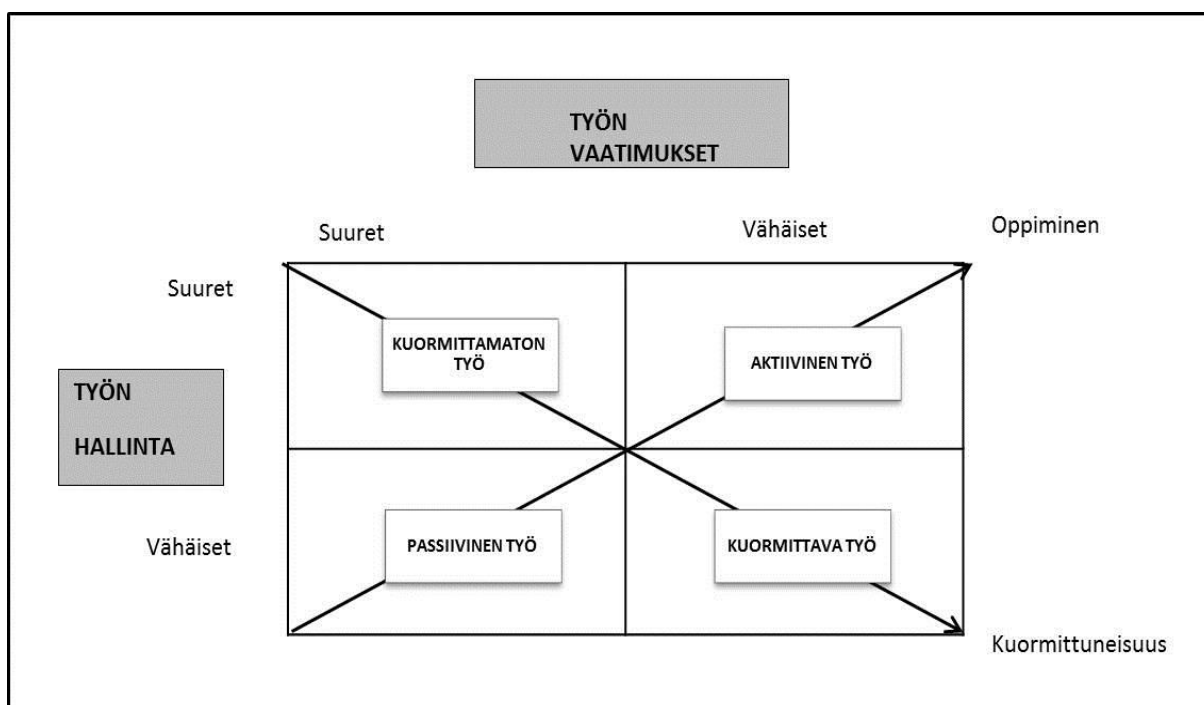 TYÖN
VAATIMUKSET
Suuret
Vähäiset
Oppiminen
Suuret
KUORMITTAMATON
TYÖ
AKTIIVINEN TYÖ
TYÖN
HALLINTA
Vähäiset
PASSIIVINEN TYÖ
KUORMITTAVA TYÖ
Kuormittuneisuus